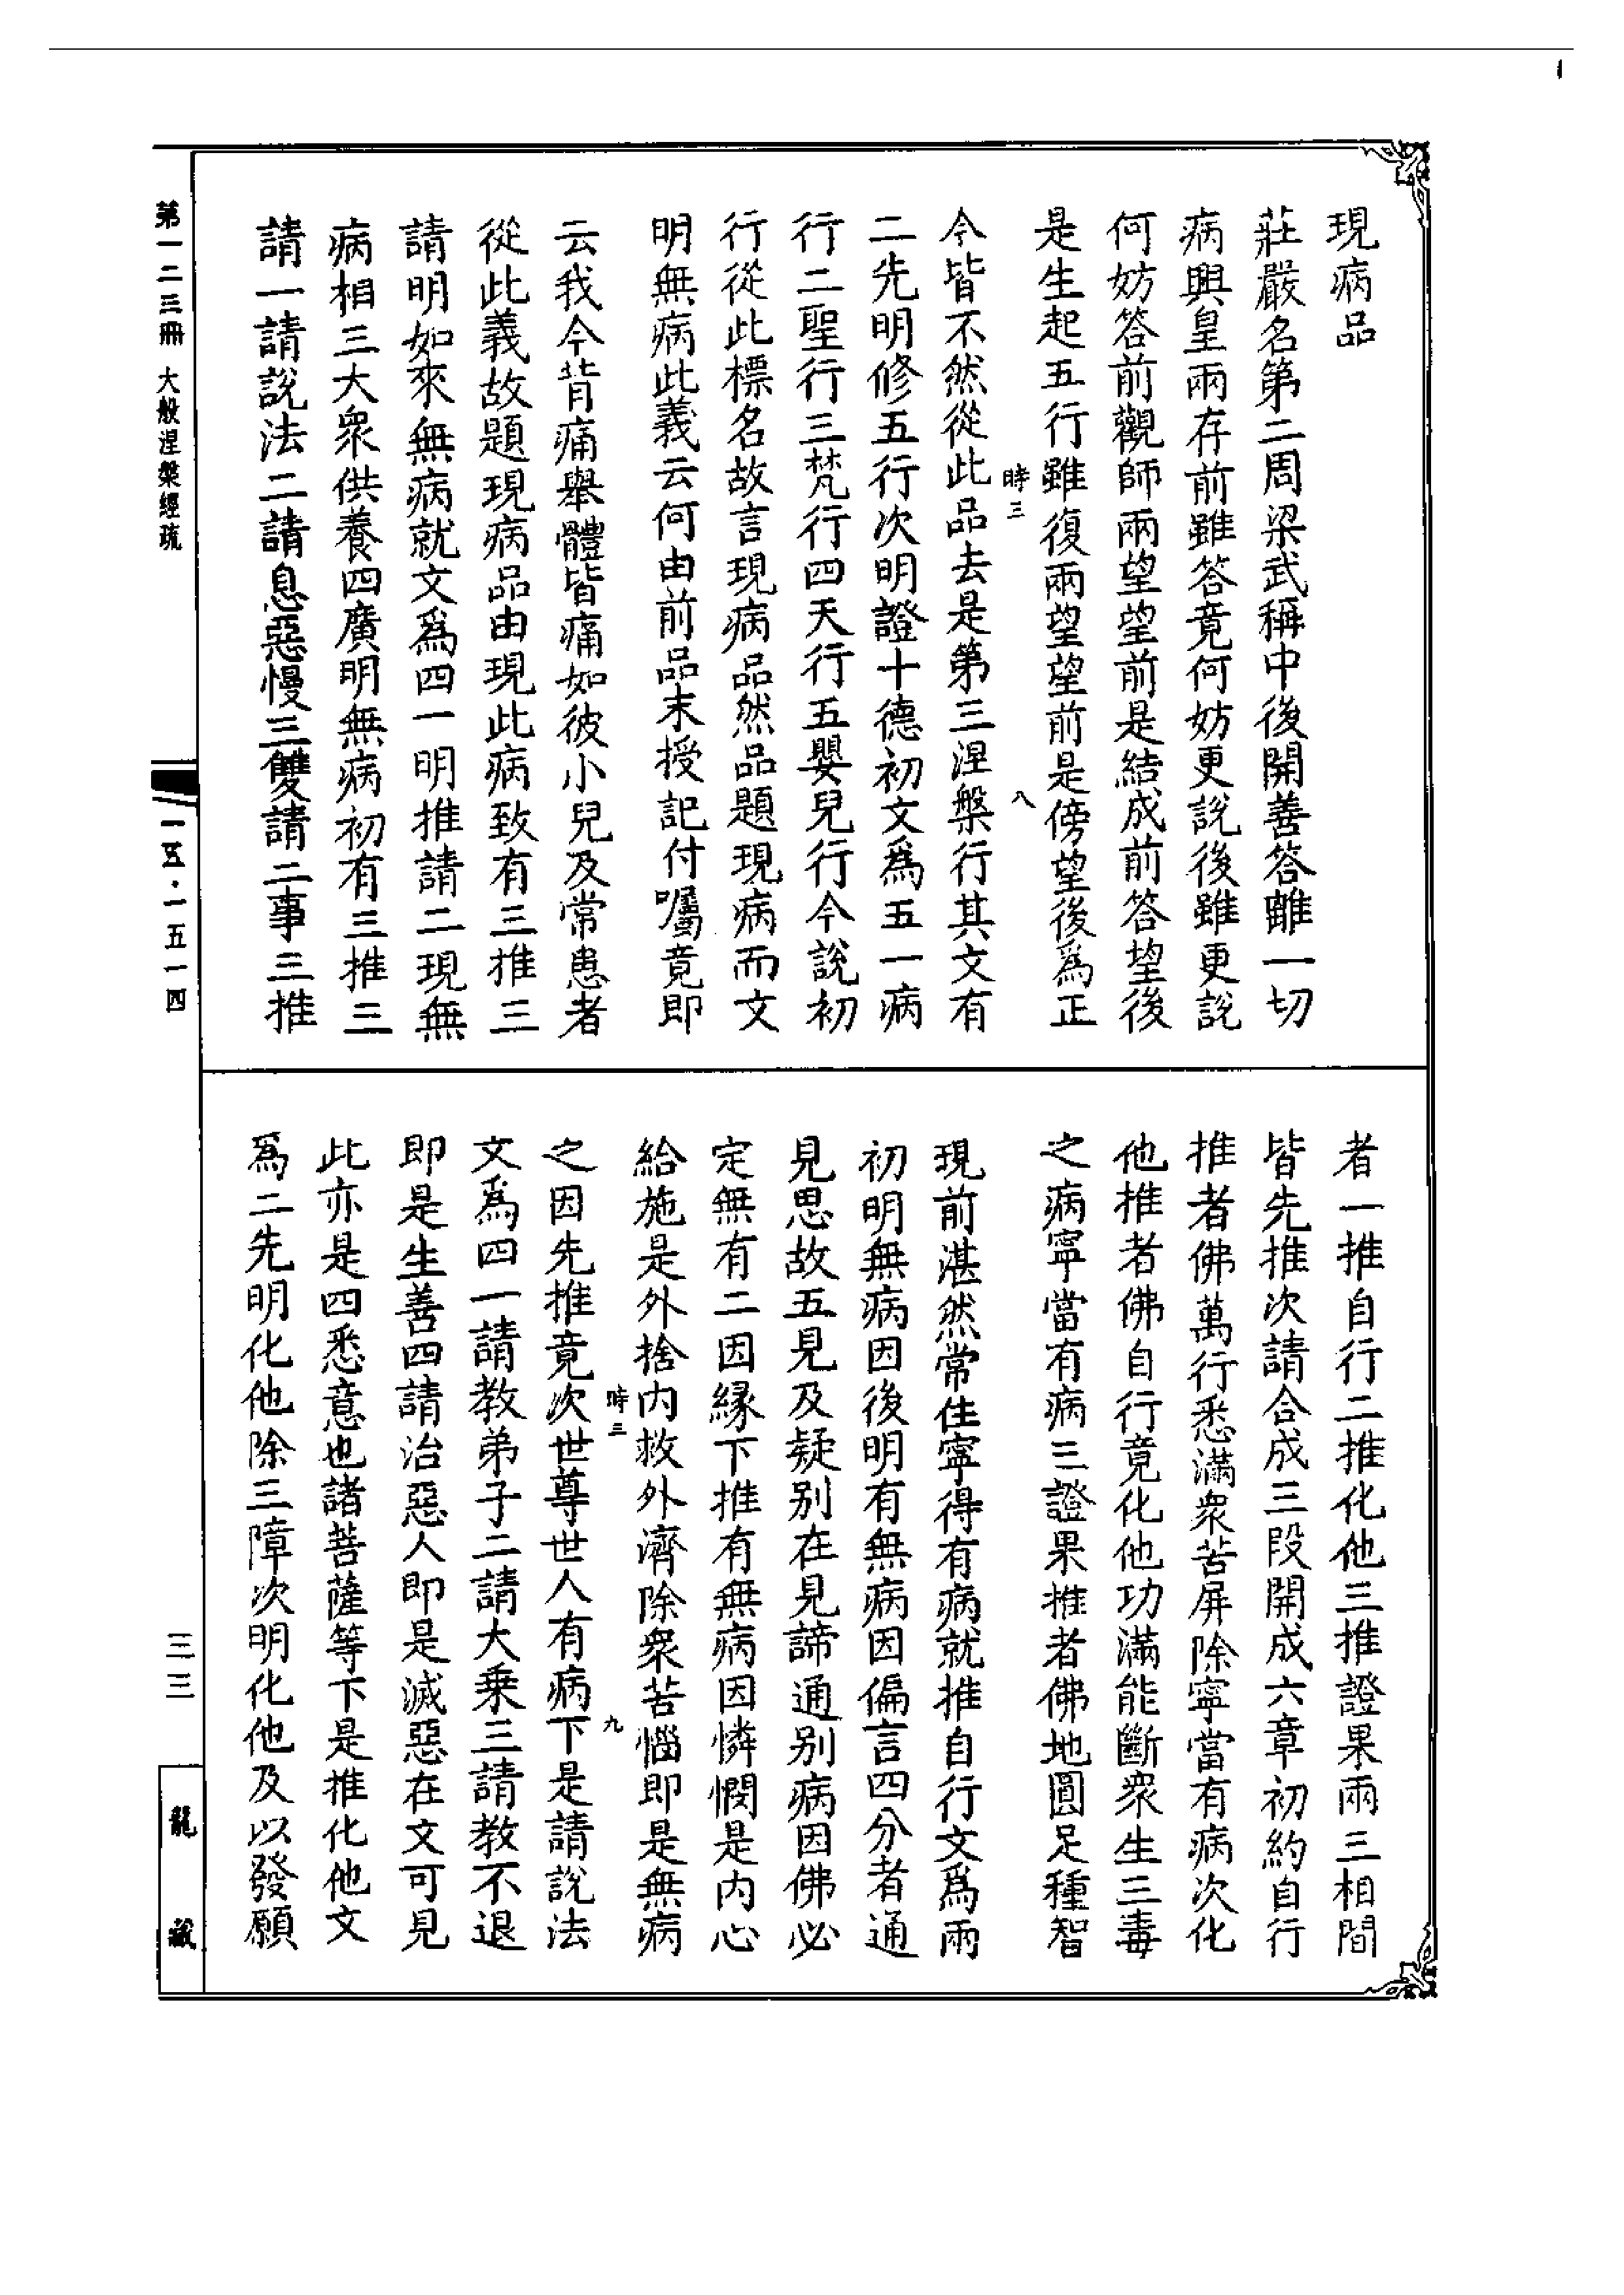 現病品
莊嚴名第二周梁武稱中後開善答難一切
病興皇兩存前雖答竟何妨更說後雖更說
何妨答前觀師兩望望前是結成前答望後
是生起五行雖復兩望望前是傍望後爲正
時三
八
今皆不然從此品去是第三涅槃行其文有
二先明修五行次明證十德初文爲五一病
行二聖行三梵行四天行五嬰兒行今說初
行從此標名故言現病品然品題現病而文
明無病此義云何由前品末授記付囑竟即
云我今背痛舉體皆痛如彼小兒及常患者
從此義故題現病品由現此病致有三推三
請明如來無病就文爲四一明推請二現無
病相三大衆供養四廣明無病初有三推三
請一請說法二請息惡慢三雙請二事三推
者一推自行二推化他三推證果兩三相間
皆先推次請合成三段開成六章初約自行
推者佛萬行悉滿衆苦屏除寧當有病次化
他推者佛自行竟化他功滿能斷衆生三毒
之病寧當有病三證果推者佛地圓足種智
現前湛然常住寧得有病就推自行文爲兩
初明無病因後明有無病因偏言四分者通
見思故五見及疑別在見諦通別病因佛必
定無有二因緣下推有無病因憐憫是內心
給施是外捨內救外濟除衆苦惱即是無病
時三
九
之因先推竟次世尊世人有病下是請說法
文爲四一請教弟子二請大乗三請教不退
即是生善四請治惡人即是滅惡在文可見
此亦是四悉意也諸菩薩等下是推化他文
爲二先明化他除三障次明化他及以發願
第一二三冊　大般涅槃經疏
一五·一五一四
三三
龍藏